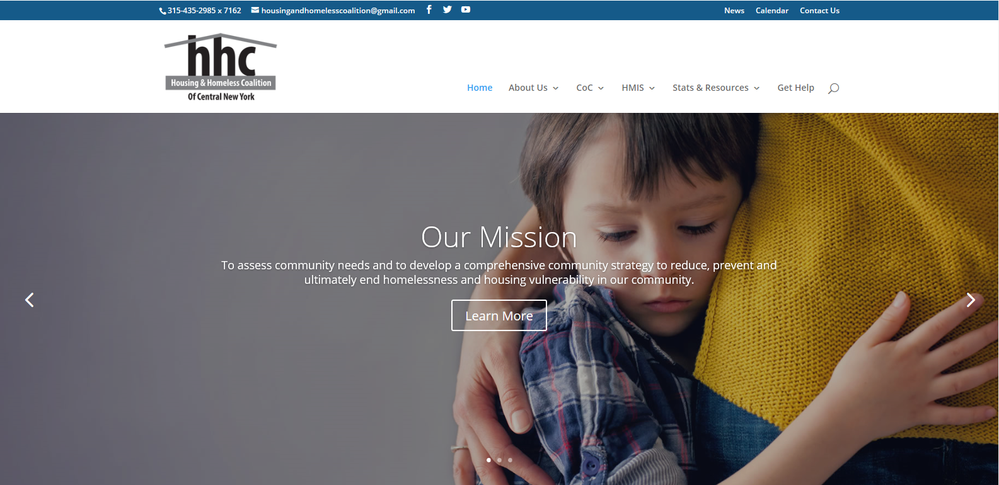 315-435-2985 x 7162 housingandhomelesscoalition@gmail.com News Calendar Contact Us
hhc
Housing & Homeless Coalition
Of Central New York
Home About Us CoC HMIS Stats & Resources Get Help
Our Mission
To assess community needs and to develop a comprehensive community strategy to reduce, prevent and
ultimately end homelessness and housing vulnerability in our community.
Learn More